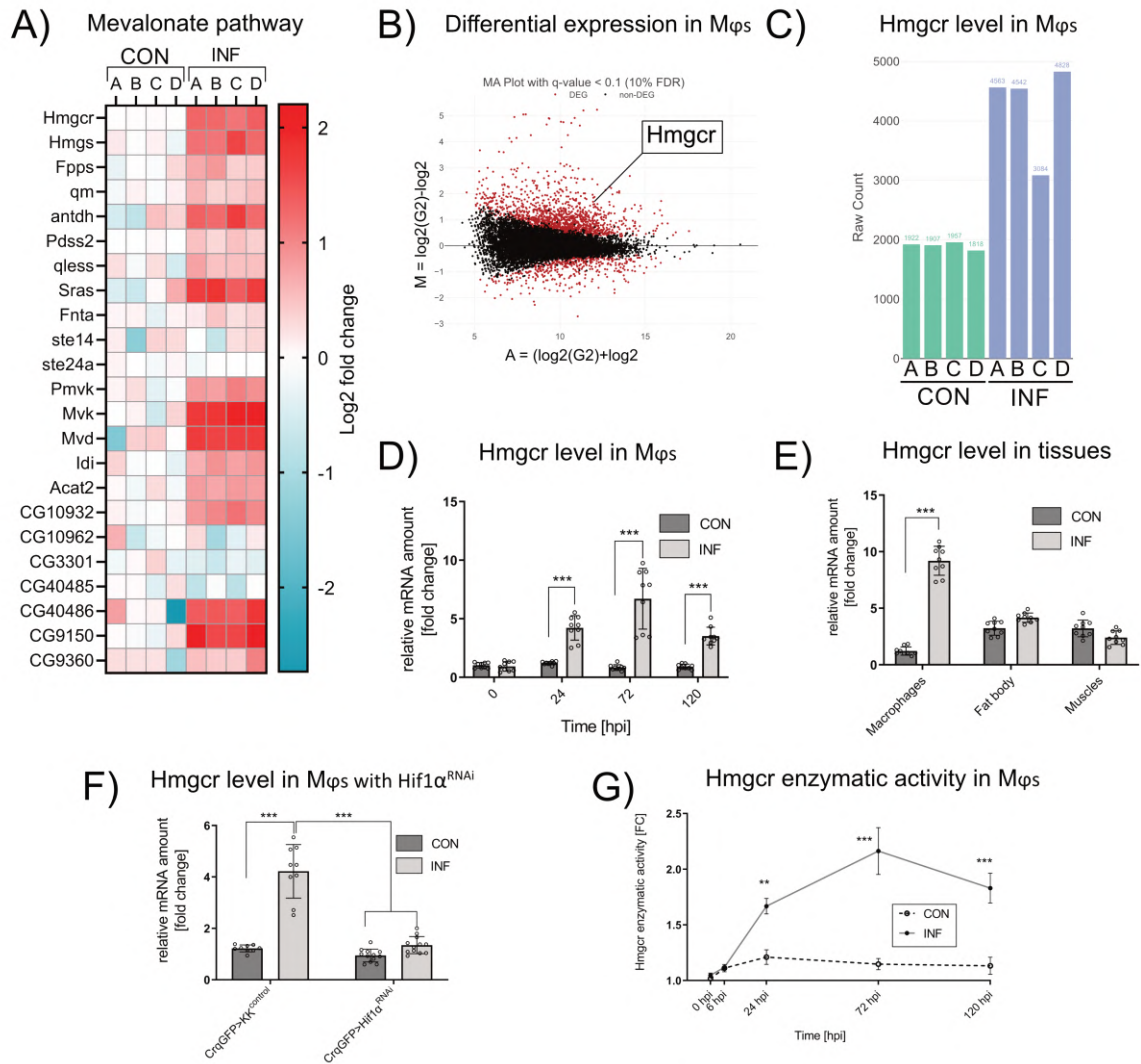 A)
Mevalonate pathway
CON
INF
A B C D A B C D
Hmgcr
Hmgs
Fpps
qm
antdh
Pdss2
qless
Sras
Fnta
ste14
ste24a
Pmvk
Mvk
Mvd
Idi
Acat2
CG10932
CG10962
CG3301
CG40485
CG40486
CG9150
CG9360
2
1
0
-1
-2
Log2 fold change
B)
Differential expression in Mφs
MA Plot with q-value < 0.1 (10% FDR)
DEG non-DEG
Hmgcr
5
4
3
2
1
0
−1
−2
−3
M = log2(G2)-log2
5 10 15 20
A = (log2(G2)+log2
C)
Hmgcr level in Mφs
5000
4000
3000
2000
1000
0
Raw Count
1922 1907 1957 1816 4563 4542 3084 4828
A B C D A B C D
CON INF
D)
Hmgcr level in Mφs
relative mRNA amount
[fold change]
15
10
5
0
CON
INF
*** *** ***
0 24 72 120
Time [hpi]
E)
Hmgcr level in tissues
relative mRNA amount
[fold change]
15
10
5
0
***
CON
INF
Macrophages Fat body Muscles
F)
Hmgcr level in Mφs with Hif1α^RNAi
relative mRNA amount
[fold change]
6
4
2
0
*** ***
CON
INF
CrqGFP>KK^control CrqGFP>Hif1α^RNAi
G)
Hmgcr enzymatic activity in Mφs
Hmgcr enzymatic activity [FC]
2.5
2.0
1.5
1.0
** *** ***
CON
INF
0 hpi 6 hpi 24 hpi 72 hpi 120 hpi
Time [hpi]